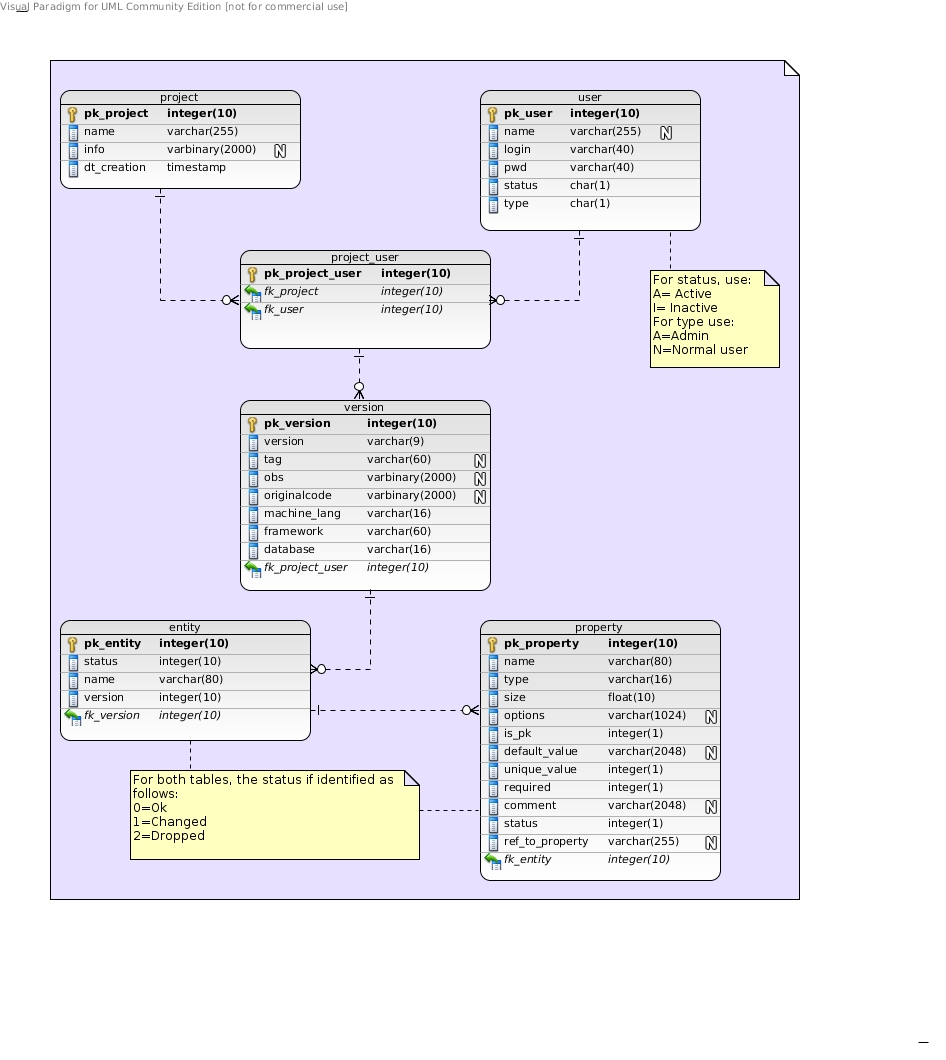 Visual Paradigm for UML Community Edition [not for commercial use]
project
pk_project integer(10)
name varchar(255)
info varbinary(2000) N
dt_creation timestamp
user
pk_user integer(10)
name varchar(255) N
login varchar(40)
pwd varchar(40)
status char(1)
type char(1)
project_user
pk_project_user integer(10)
fk_project integer(10)
fk_user integer(10)
For status, use:
A= Active
I= Inactive
For type use:
A=Admin
N=Normal user
version
pk_version integer(10)
version varchar(9)
tag varchar(60) N
obs varbinary(2000) N
originalcode varbinary(2000) N
machine_lang varchar(16)
framework varchar(60)
database varchar(16)
fk_project_user integer(10)
entity
pk_entity integer(10)
status integer(10)
name varchar(80)
version integer(10)
fk_version integer(10)
property
pk_property integer(10)
name varchar(80)
type varchar(16)
size float(10)
options varchar(1024) N
is_pk integer(1)
default_value varchar(2048) N
unique_value integer(1)
required integer(1)
comment varchar(2048) N
status integer(1)
ref_to_property varchar(255) N
fk_entity integer(10)
For both tables, the status if identified as
follows:
0=Ok
1=Changed
2=Dropped